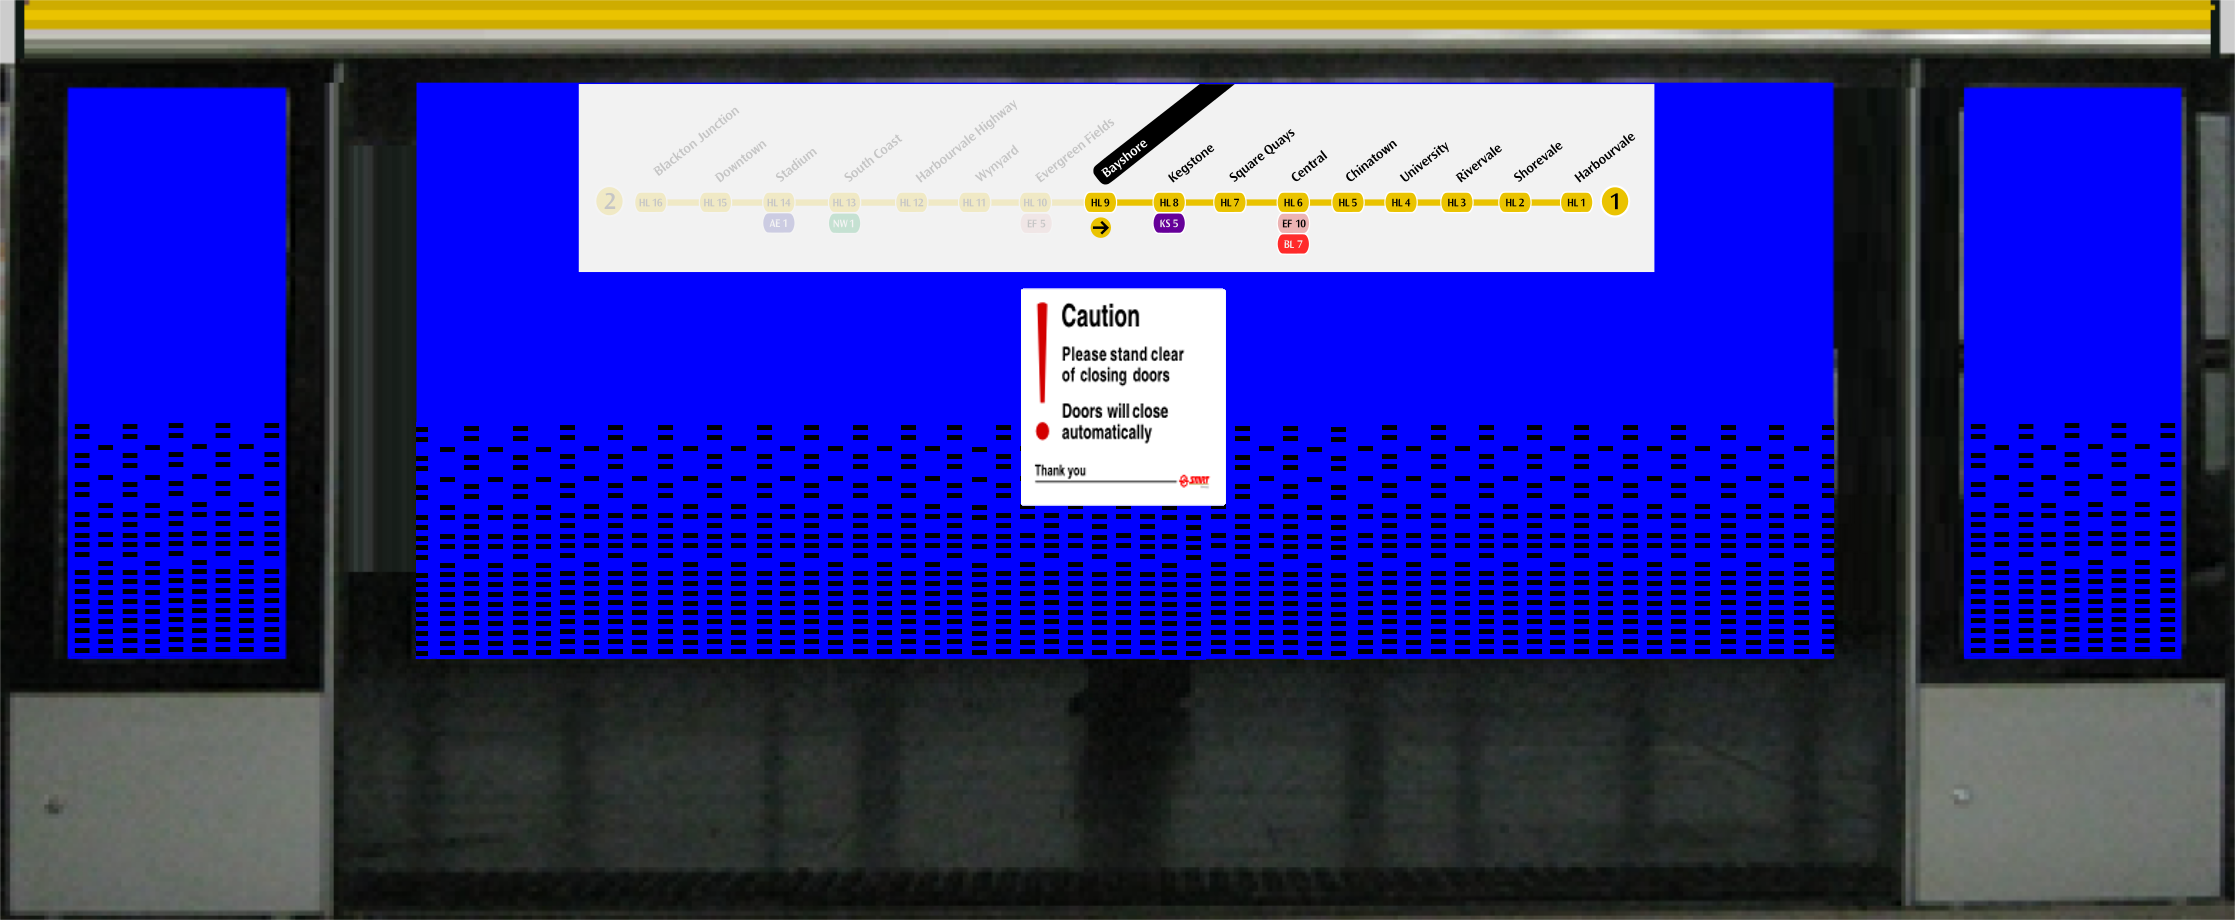 Blackton Junction
Downtown
Stadium
South Coast
Harbourvale Highway
Wynyard
Evergreen Fields
Bayshore
Kegstone
Square Quays
Central
Chinatown
University
Rivervale
Shorevale
Harbourvale
2 HL 16 HL 15 HL 14 HL 13 HL 12 HL 11 HL 10 HL 9 HL 8 HL 7 HL 6 HL 5 HL 4 HL 3 HL 2 HL 1 1
AE 1 NW 1 EF 5 KS 5 EF 10
BL 7
Caution
Please stand clear
of closing doors
Doors will close
automatically
Thank you